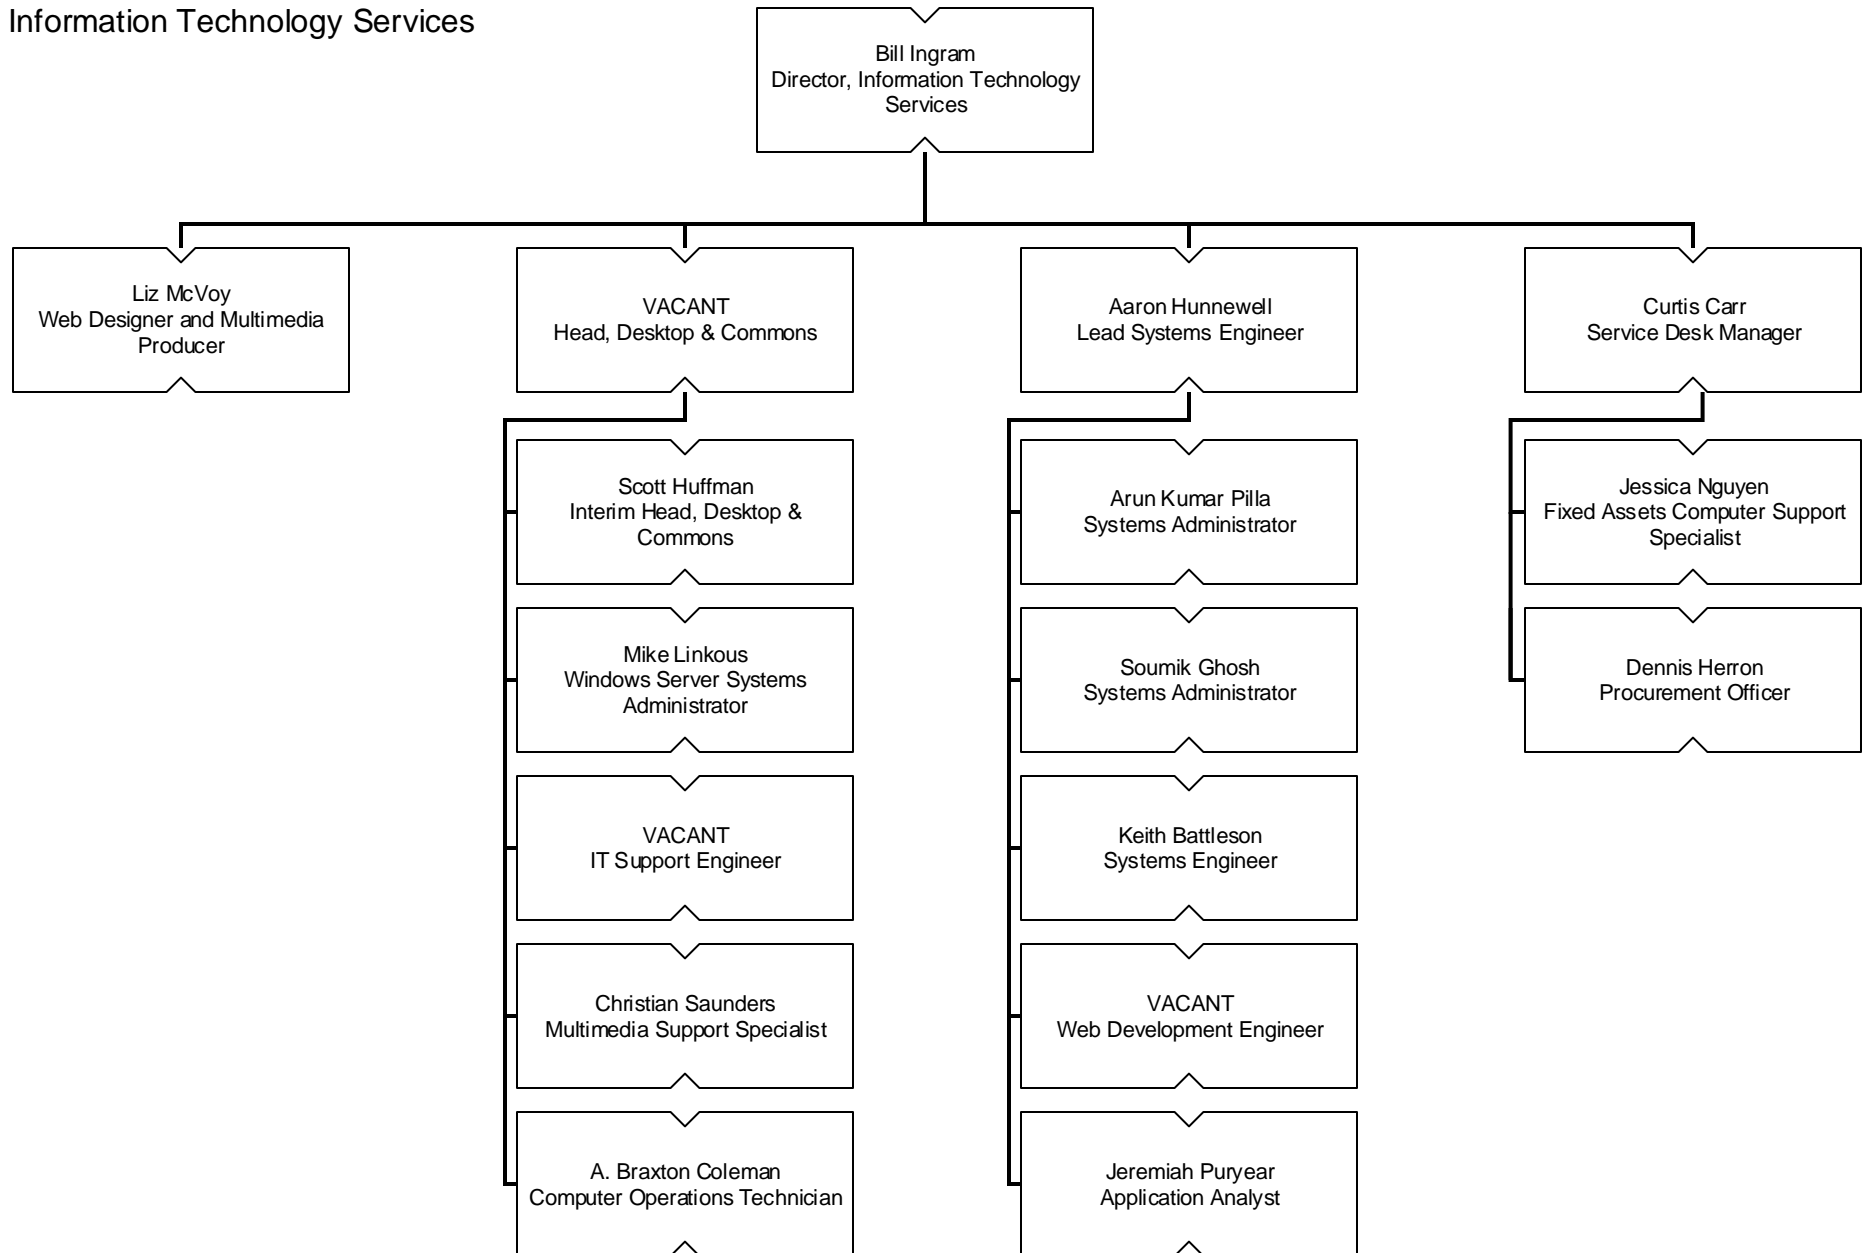 Information Technology Services
Bill Ingram
Director, Information Technology
Services
Liz McVoy
Web Designer and Multimedia
Producer
VACANT
Head, Desktop & Commons
Aaron Hunnewell
Lead Systems Engineer
Curtis Carr
Service Desk Manager
Scott Huffman
Interim Head, Desktop &
Commons
Mike Linkous
Windows Server Systems
Administrator
VACANT
IT Support Engineer
Christian Saunders
Multimedia Support Specialist
A. Braxton Coleman
Computer Operations Technician
Arun Kumar Pilla
Systems Administrator
Soumik Ghosh
Systems Administrator
Keith Battleson
Systems Engineer
VACANT
Web Development Engineer
Jeremiah Puryear
Application Analyst
Jessica Nguyen
Fixed Assets Computer Support
Specialist
Dennis Herron
Procurement Officer